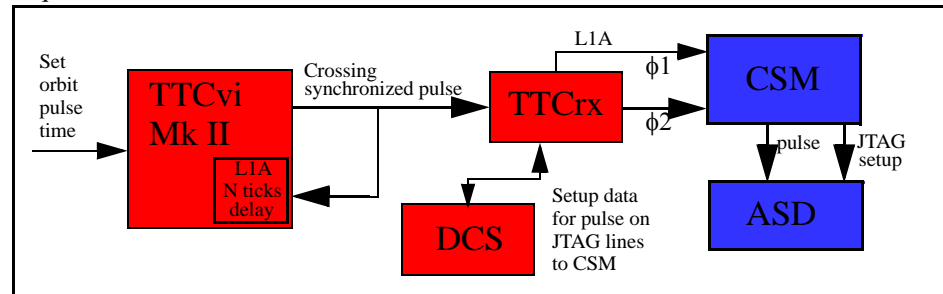 Set
orbit
pulse
time
TTCvi
Mk II
L1A
N ticks
delay
Crossing
synchronized pulse
TTCrx
L1A
ϕ1
ϕ2
CSM
pulse
JTAG
setup
ASD
DCS
Setup data
for pulse on
JTAG lines
to CSM